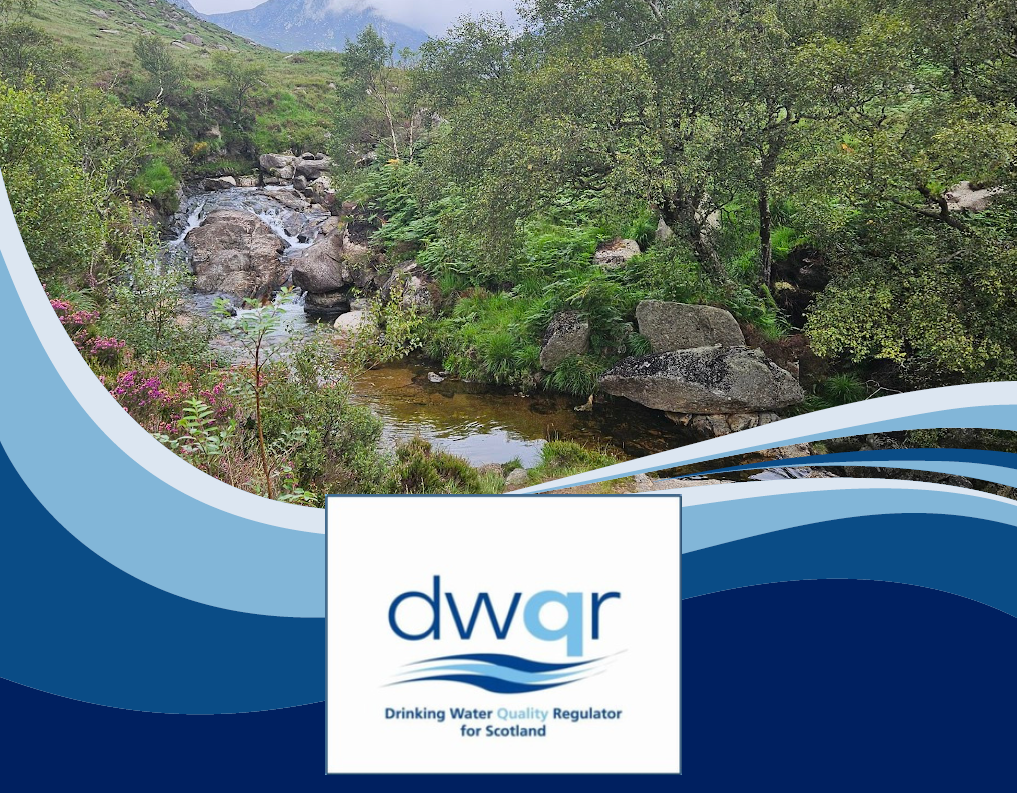 dwqr
Drinking Water Quality Regulator
for Scotland